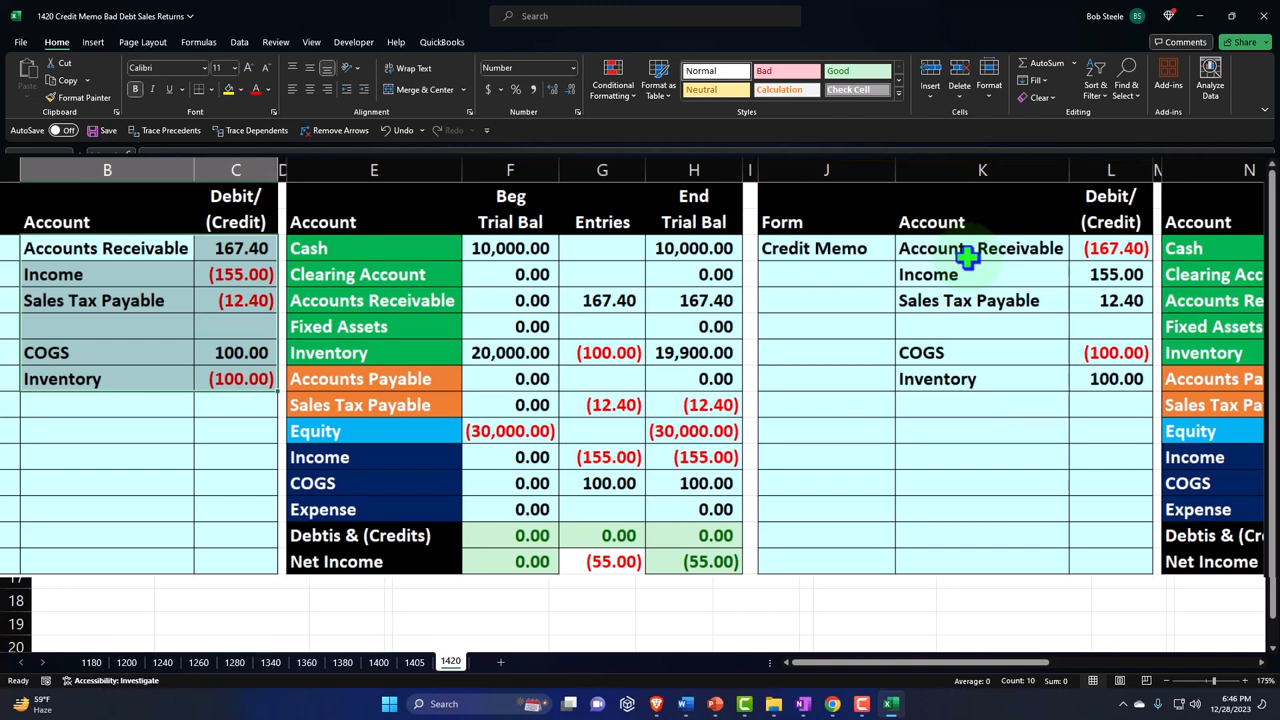 1420 Credit Memo Bad Debt Sales Returns
Search
Bob Steele BS
File Home Insert Page Layout Formulas Data Review View Developer Help QuickBooks
Comments Share
Paste Cut Copy Format Painter
Calibri 11
Wrap Text
Merge & Center
Number
Conditional Formatting Format as Table
Normal Bad Good
Neutral Calculation Check Cell
Insert Delete Format
AutoSum Fill Clear
Sort & Filter Find & Select
Add-ins
Analyze Data
Clipboard Font Alignment Number Styles Cells Editing Add-ins
AutoSave Off Save Trace Precedents Trace Dependents Remove Arrows Undo
B C D E F G H I J K L M N
Debit/ Beg End Debit/
Account (Credit) Account Trial Bal Entries Trial Bal Form Account (Credit) Account
Accounts Receivable 167.40 Cash 10,000.00 10,000.00 Credit Memo Accounts Receivable (167.40) Cash
Income (155.00) Clearing Account 0.00 0.00 Income 155.00 Clearing Acc
Sales Tax Payable (12.40) Accounts Receivable 0.00 167.40 167.40 Sales Tax Payable 12.40 Accounts Re
Fixed Assets 0.00 0.00 Fixed Assets
COGS 100.00 Inventory 20,000.00 (100.00) 19,900.00 COGS (100.00) Inventory
Inventory (100.00) Accounts Payable 0.00 0.00 Inventory 100.00 Accounts Pa
Sales Tax Payable 0.00 (12.40) (12.40) Sales Tax Pa
Equity (30,000.00) (30,000.00) Equity
Income 0.00 (155.00) (155.00) Income
COGS 0.00 100.00 100.00 COGS
Expense 0.00 0.00 Expense
Debtis & (Credits) 0.00 0.00 0.00 Debtis & (Cr
Net Income 0.00 (55.00) (55.00) Net Income
17
18
19
20
1180 1200 1240 1260 1280 1340 1360 1380 1400 1405 1420
Ready Accessibility: Investigate Average: 0 Count: 10 Sum: 0 175%
59°F
Haze
Search
6:46 PM
12/28/2023